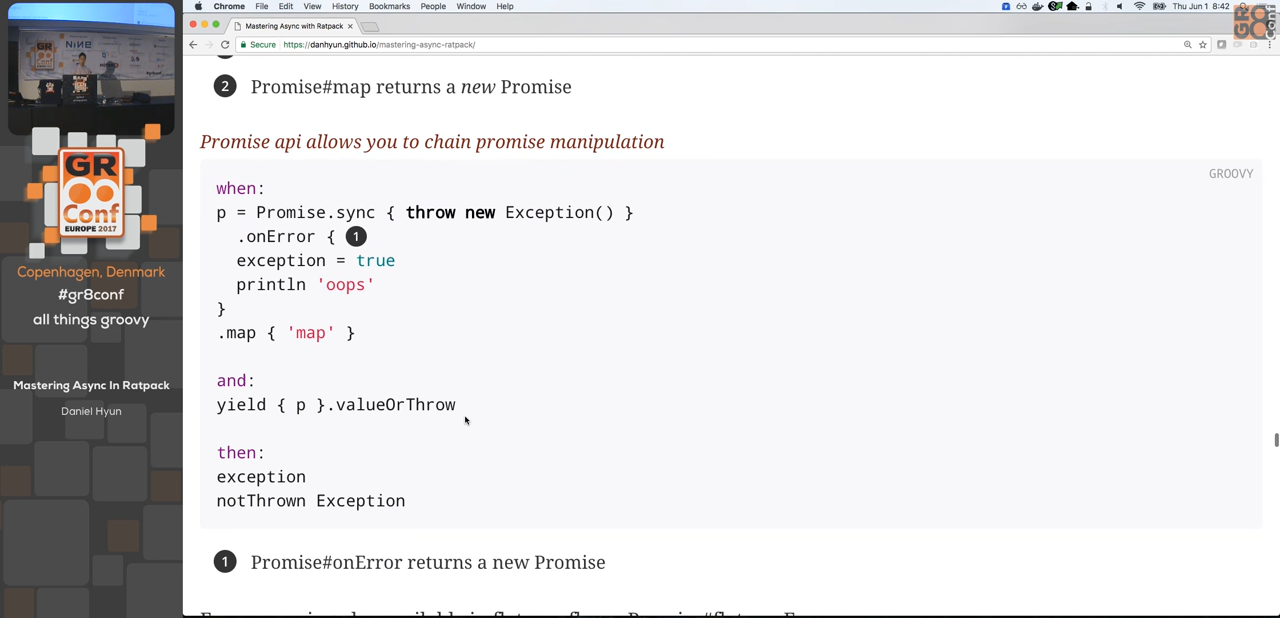 Chrome File Edit View History Bookmarks People Window Help
Thu Jun 1 8:42
Mastering Async with Ratpack
Secure https://danhyun.github.io/mastering-async-ratpack/
2 Promise#map returns a new Promise
Promise api allows you to chain promise manipulation
GROOVY
when:
p = Promise.sync { throw new Exception() }
.onError { 1
exception = true
println 'oops'
}
.map { 'map' }
and:
yield { p }.valueOrThrow
then:
exception
notThrown Exception
1 Promise#onError returns a new Promise
GR
Conf
EUROPE 2017
Copenhagen, Denmark
#gr8conf
all things groovy
Mastering Async In Ratpack
Daniel Hyun